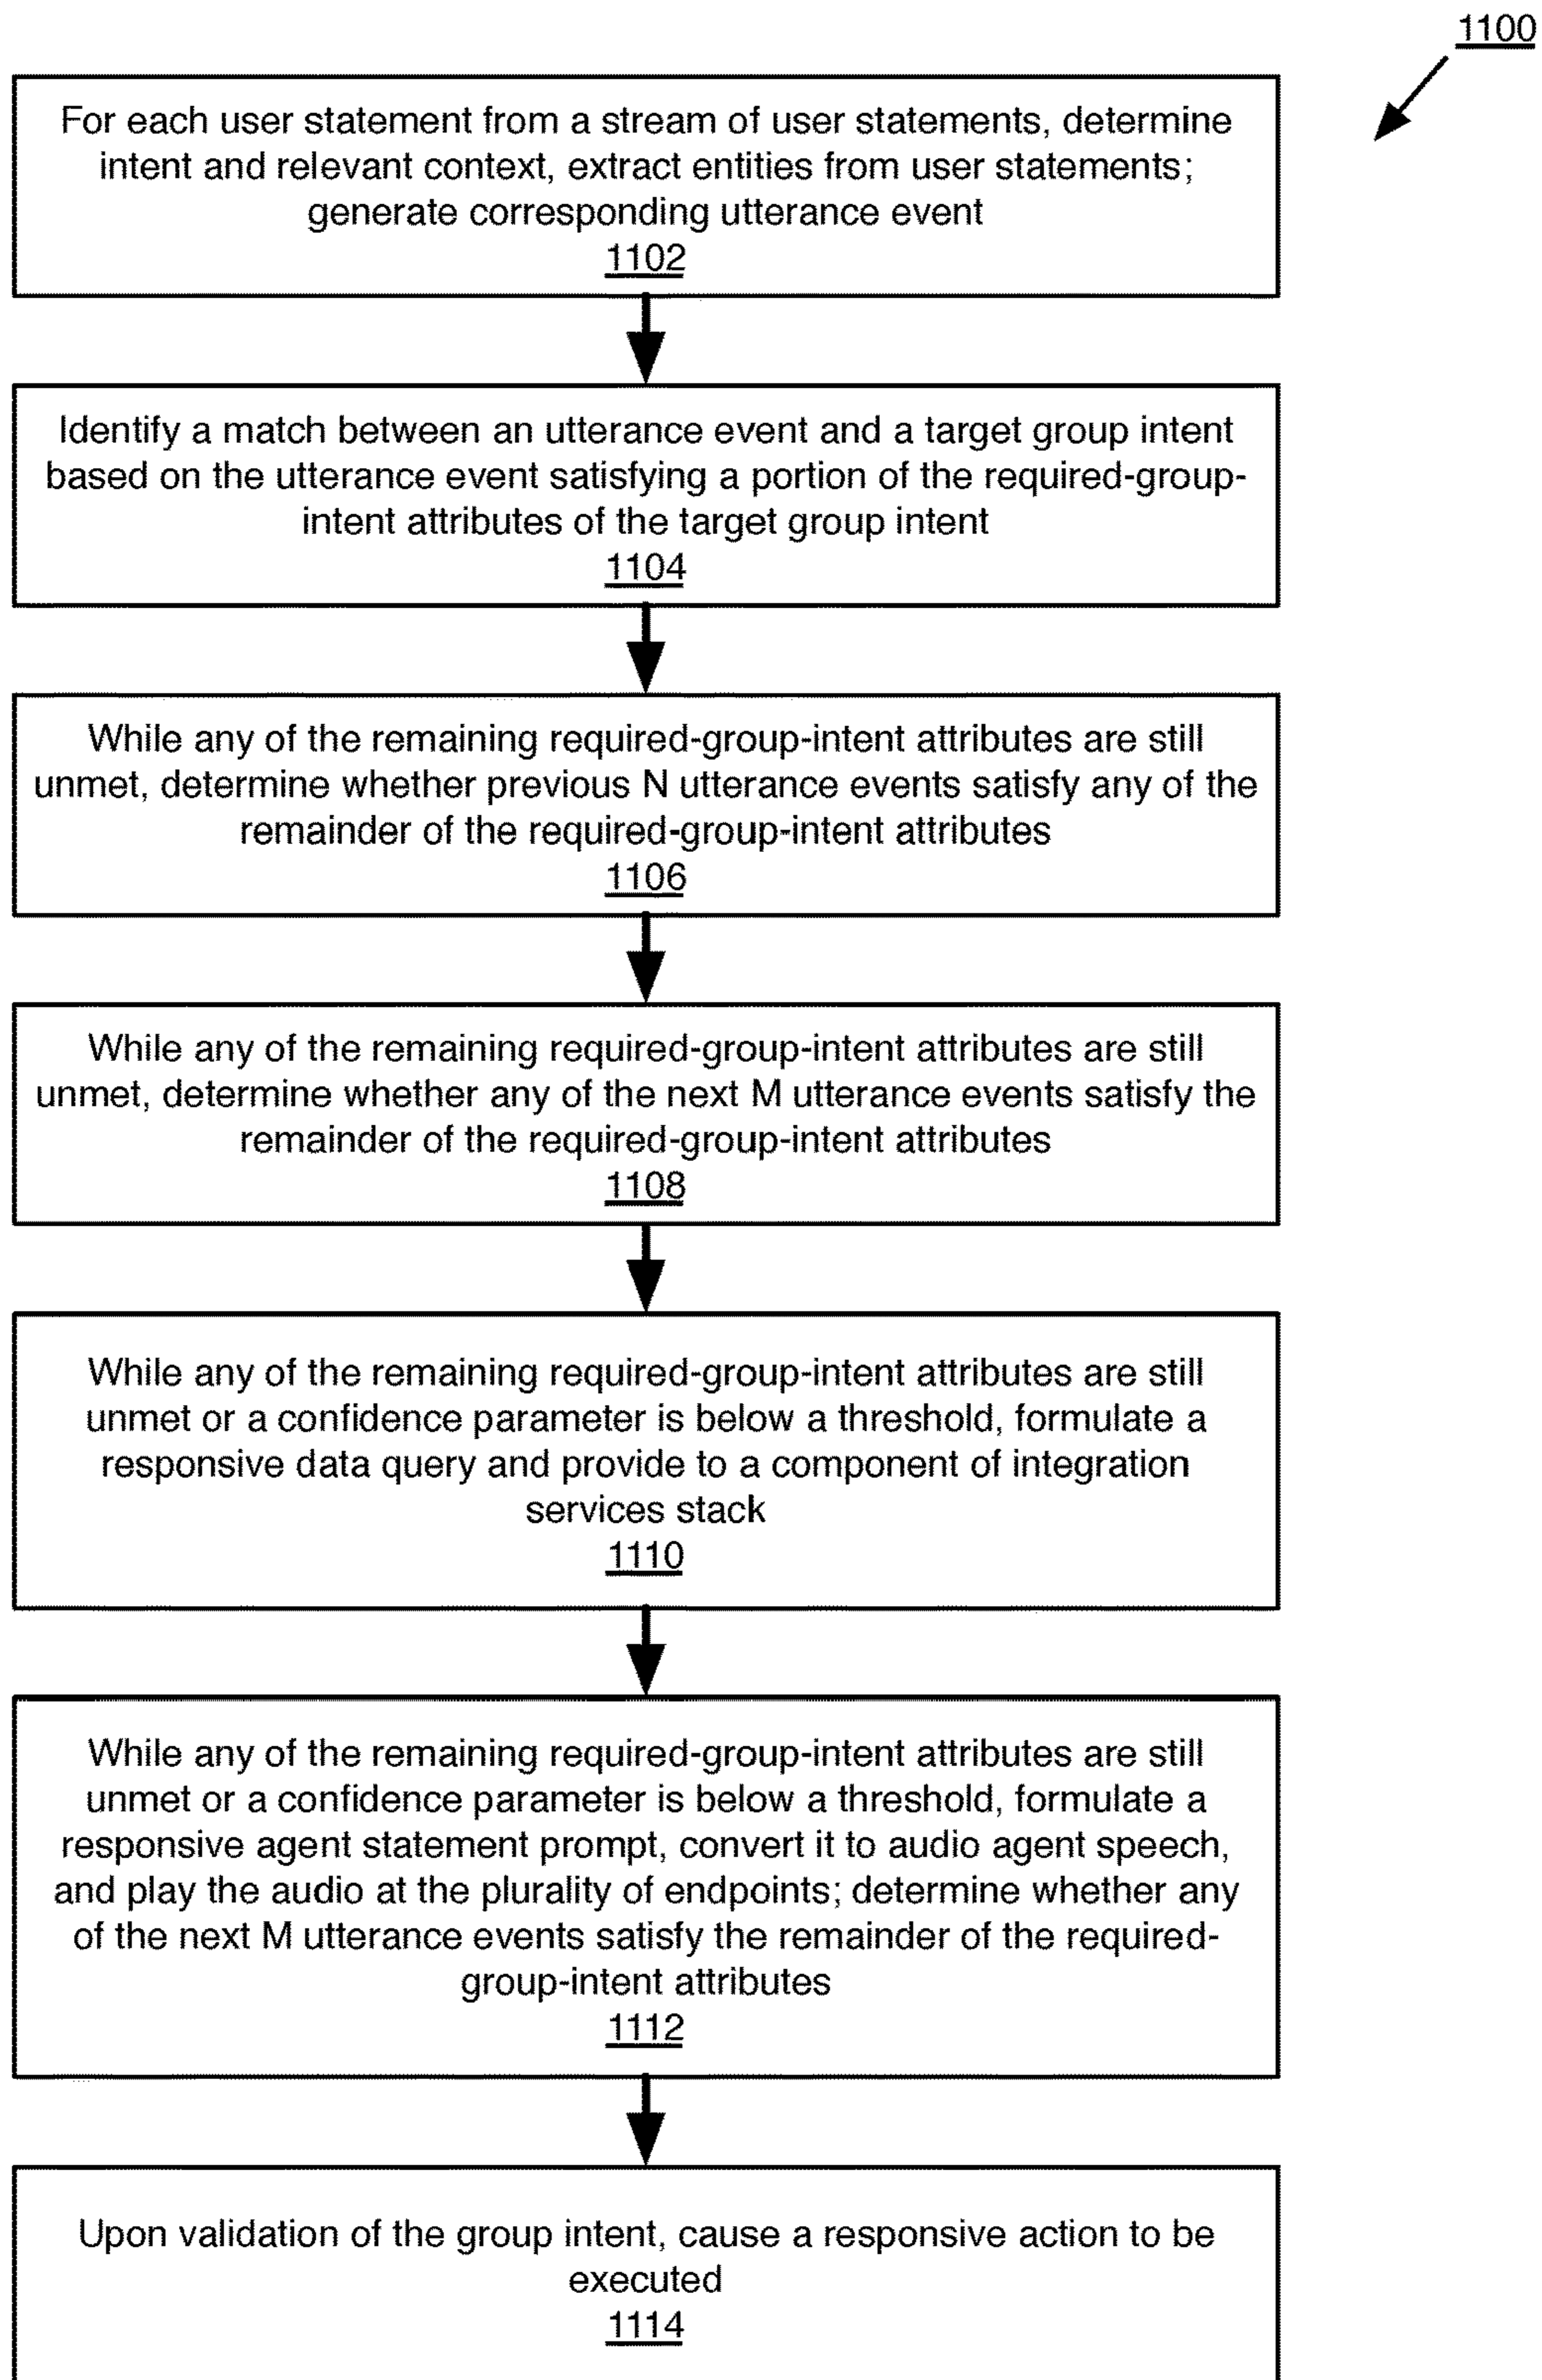 1100
For each user statement from a stream of user statements, determine
intent and relevant context, extract entities from user statements;
generate corresponding utterance event
1102
Identify a match between an utterance event and a target group intent
based on the utterance event satisfying a portion of the required-group-
intent attributes of the target group intent
1104
While any of the remaining required-group-intent attributes are still
unmet, determine whether previous N utterance events satisfy any of the
remainder of the required-group-intent attributes
1106
While any of the remaining required-group-intent attributes are still
unmet, determine whether any of the next M utterance events satisfy the
remainder of the required-group-intent attributes
1108
While any of the remaining required-group-intent attributes are still
unmet or a confidence parameter is below a threshold, formulate a
responsive data query and provide to a component of integration
services stack
1110
While any of the remaining required-group-intent attributes are still
unmet or a confidence parameter is below a threshold, formulate a
responsive agent statement prompt, convert it to audio agent speech,
and play the audio at the plurality of endpoints; determine whether any
of the next M utterance events satisfy the remainder of the required-
group-intent attributes
1112
Upon validation of the group intent, cause a responsive action to be
executed
1114